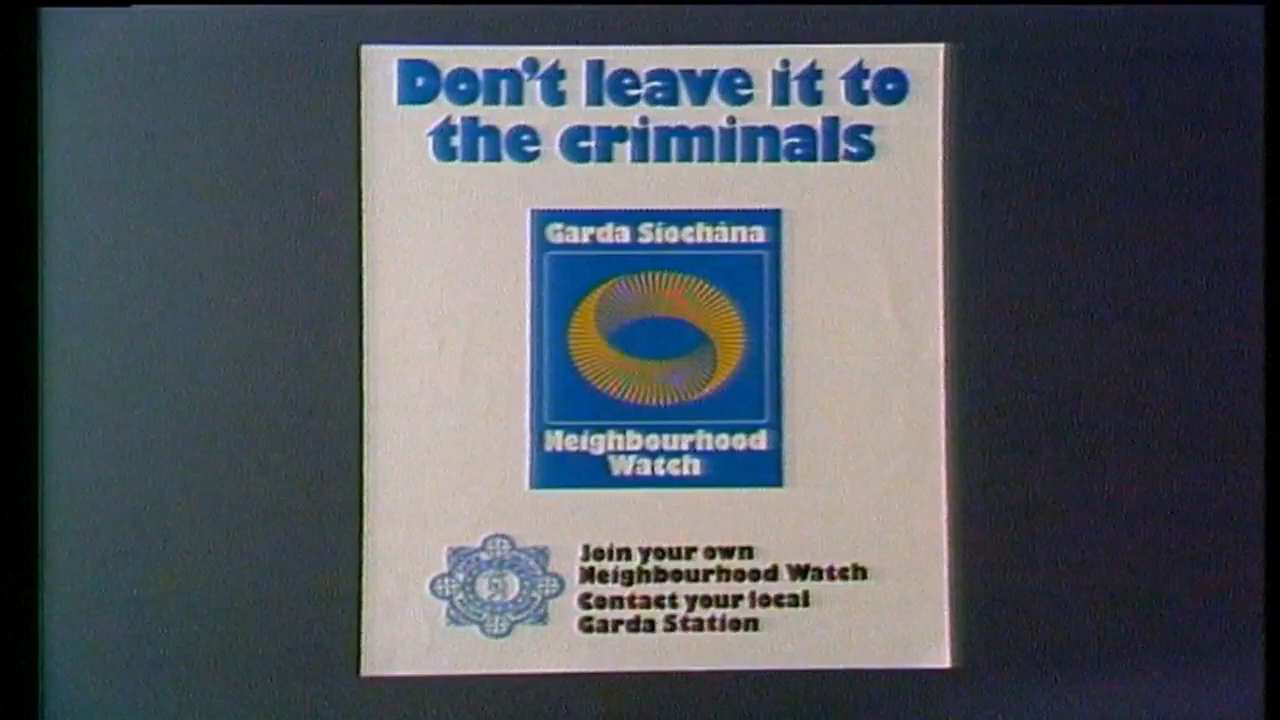 Don't leave it to
the criminals
Garda Síochána
Neighbourhood
Watch
Join your own
Neighbourhood Watch
Contact your local
Garda Station